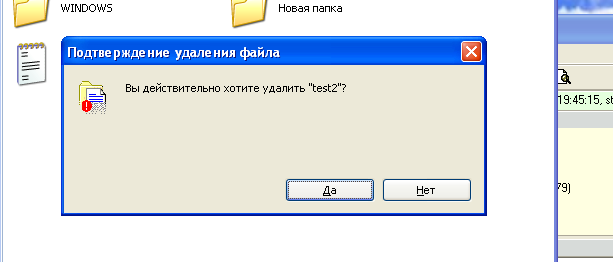 WINDOWS
Новая папка
Подтверждение удаления файла
Вы действительно хотите удалить "test2"?
19:45:15, st
79)
Да
Нет